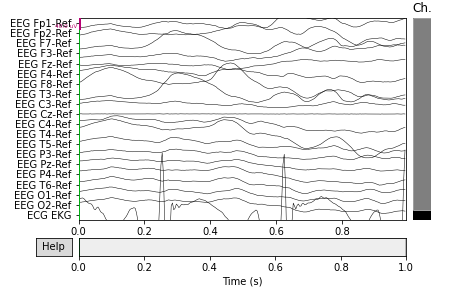 Ch.
EEG Fp1-Ref
EEG Fp2-Ref
EEG F7-Ref
EEG F3-Ref
EEG Fz-Ref
EEG F4-Ref
EEG F8-Ref
EEG T3-Ref
EEG C3-Ref
EEG Cz-Ref
EEG C4-Ref
EEG T4-Ref
EEG T5-Ref
EEG P3-Ref
EEG Pz-Ref
EEG P4-Ref
EEG T6-Ref
EEG O1-Ref
EEG O2-Ref
ECG EKG
0.0 0.2 0.4 0.6 0.8
Help
0.0 0.2 0.4 0.6 0.8 1.0
Time (s)